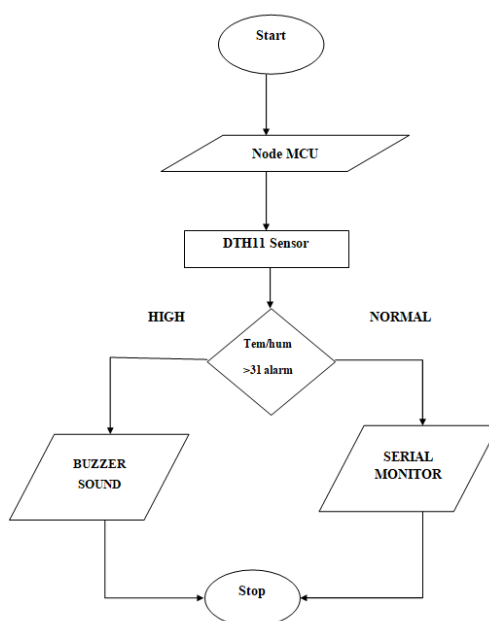 Start
Node MCU
DTH11 Sensor
HIGH
NORMAL
Tem/hum
>31 alarm
BUZZER
SOUND
SERIAL
MONITOR
Stop